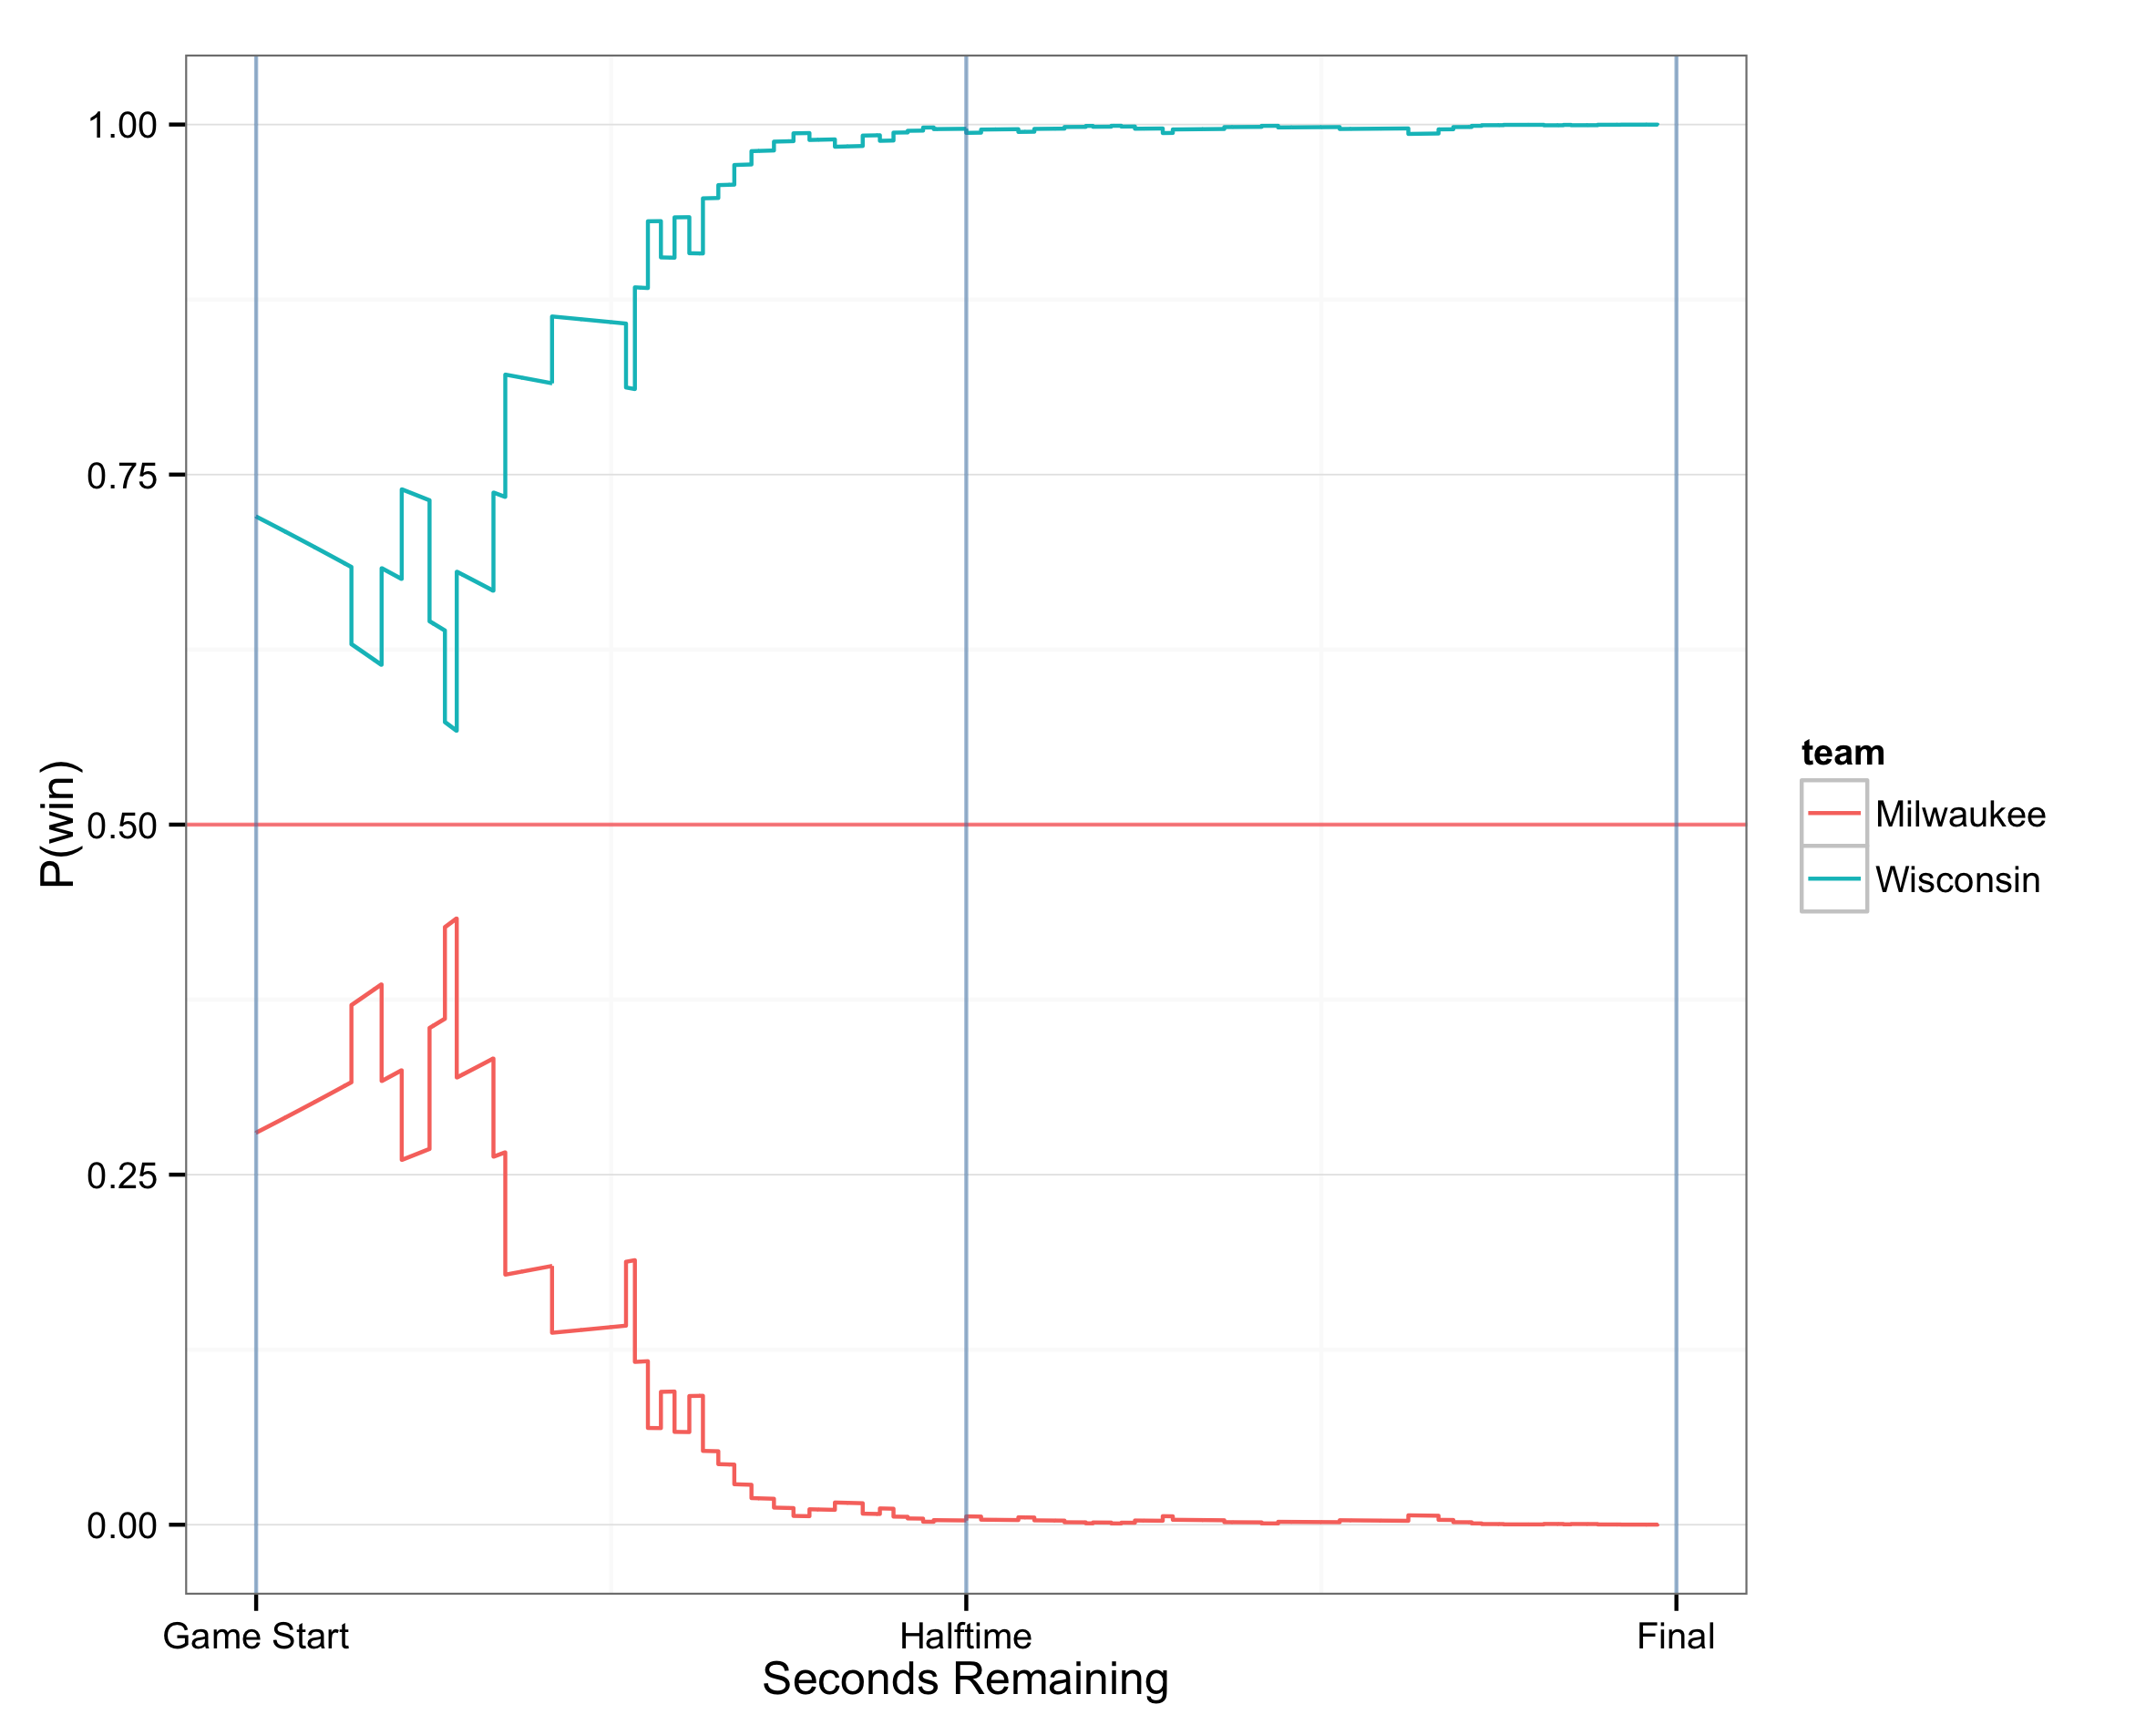 1.00
0.75
0.50
0.25
0.00
P(win)
Game Start
Halftime
Final
Seconds Remaining
team
Milwaukee
Wisconsin